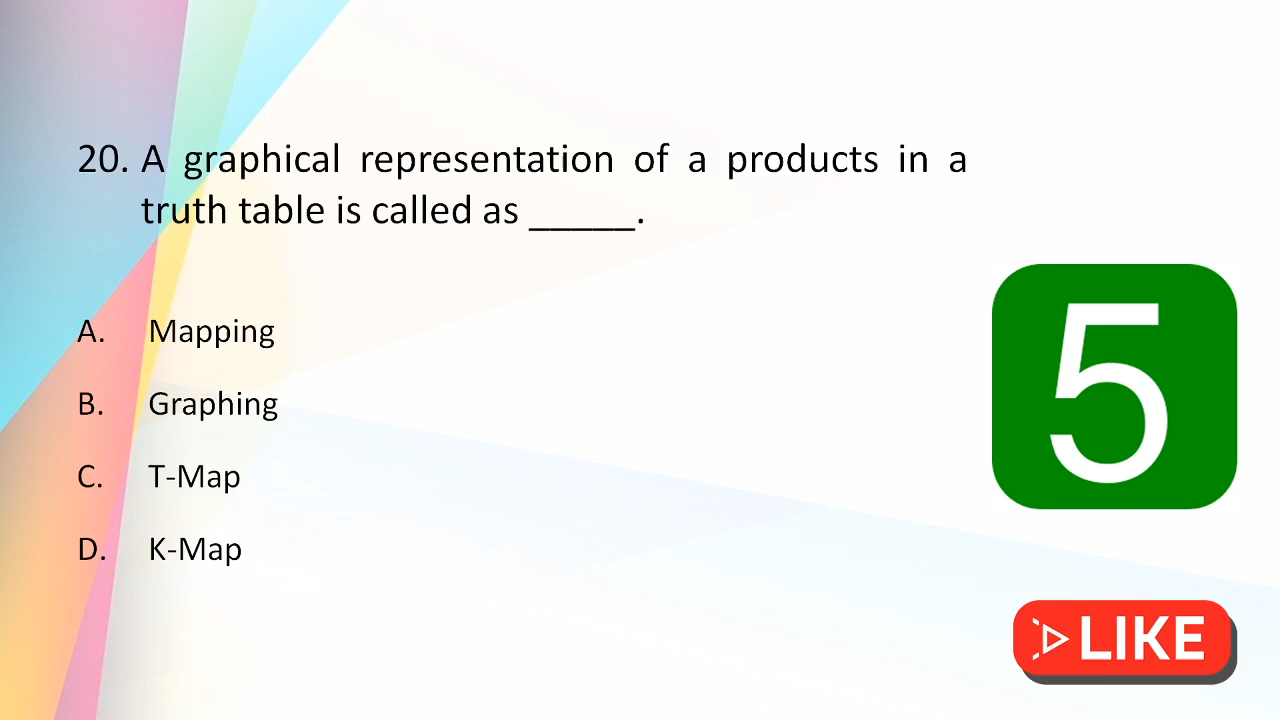 20. A graphical representation of a products in a
truth table is called as _____.
A. Mapping
B. Graphing
C. T-Map
D. K-Map
5
LIKE